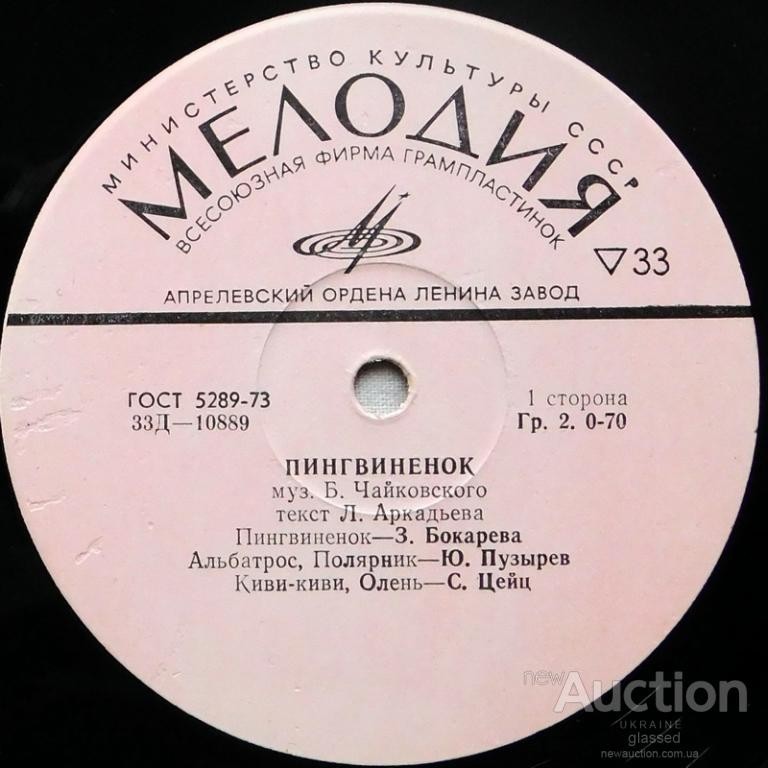 МИНИСТЕРСТВО КУЛЬТУРЫ СССР
МЕЛОДИЯ
ВСЕСОЮЗНАЯ ФИРМА ГРАМПЛАСТИНОК
33
АПРЕЛЕВСКИЙ ОРДЕНА ЛЕНИНА ЗАВОД
ГОСТ 5289-73
33Д—10889
1 сторона
Гр. 2. 0-70
ПИНГВИНЕНОК
муз. Б. Чайковского
текст Л. Аркадьева
Пингвиненок—З. Бокарева
Альбатрос, Полярник—Ю. Пузырев
Киви-киви, Олень—С. Цейц
newAuction
UKRAINE
glassed
newauction.com.ua